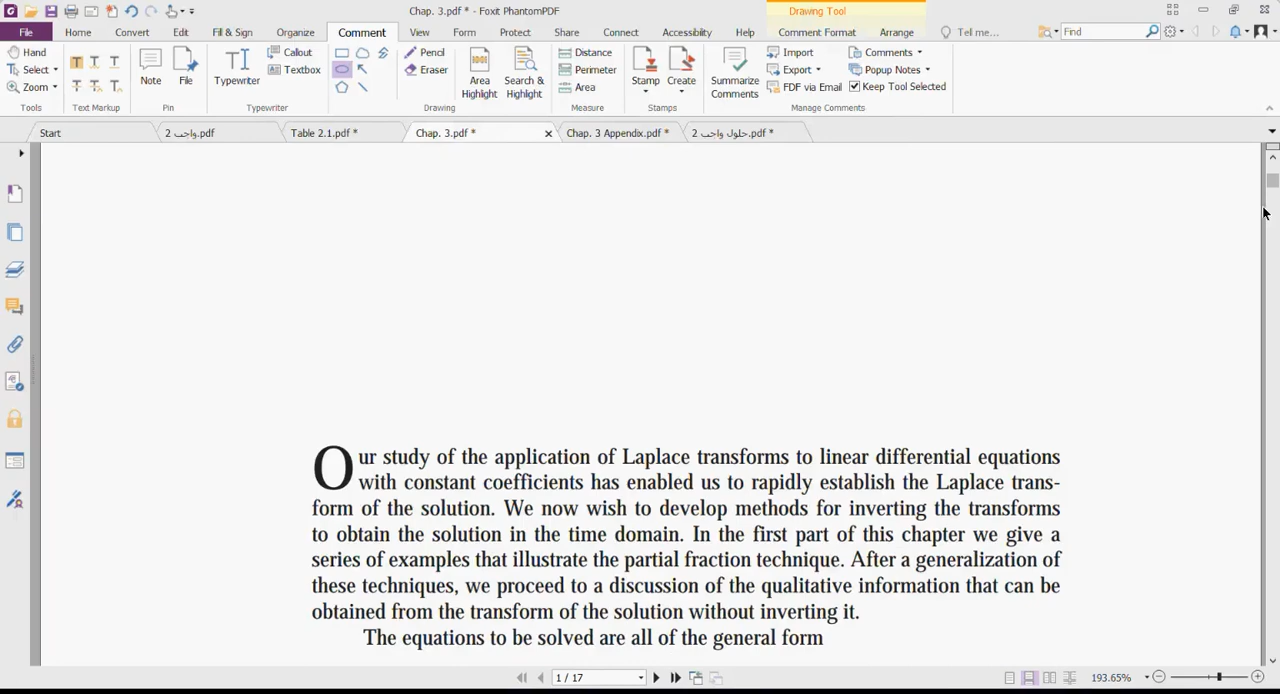 Chap. 3.pdf * - Foxit PhantomPDF
Drawing Tool
File Home Convert Edit Fill & Sign Organize Comment View Form Protect Share Connect Accessibility Help Comment Format Arrange Tell me... Find
Hand
Select
Zoom
Tools
Text Markup
Note
File
Pin
Typewriter
Callout
Textbox
Typewriter
Pencil
Eraser
Drawing
Area Highlight
Search & Highlight
Distance
Perimeter
Area
Measure
Stamp
Create
Stamps
Summarize Comments
Import
Export
FDF via Email
Comments
Popup Notes
Keep Tool Selected
Manage Comments
Start
واجب 2.pdf
Table 2.1.pdf *
Chap. 3.pdf *
Chap. 3 Appendix.pdf *
حلول واجب 2.pdf *
Our study of the application of Laplace transforms to linear differential equations
with constant coefficients has enabled us to rapidly establish the Laplace trans-
form of the solution. We now wish to develop methods for inverting the transforms
to obtain the solution in the time domain. In the first part of this chapter we give a
series of examples that illustrate the partial fraction technique. After a generalization of
these techniques, we proceed to a discussion of the qualitative information that can be
obtained from the transform of the solution without inverting it.
The equations to be solved are all of the general form
1 / 17
193.65%